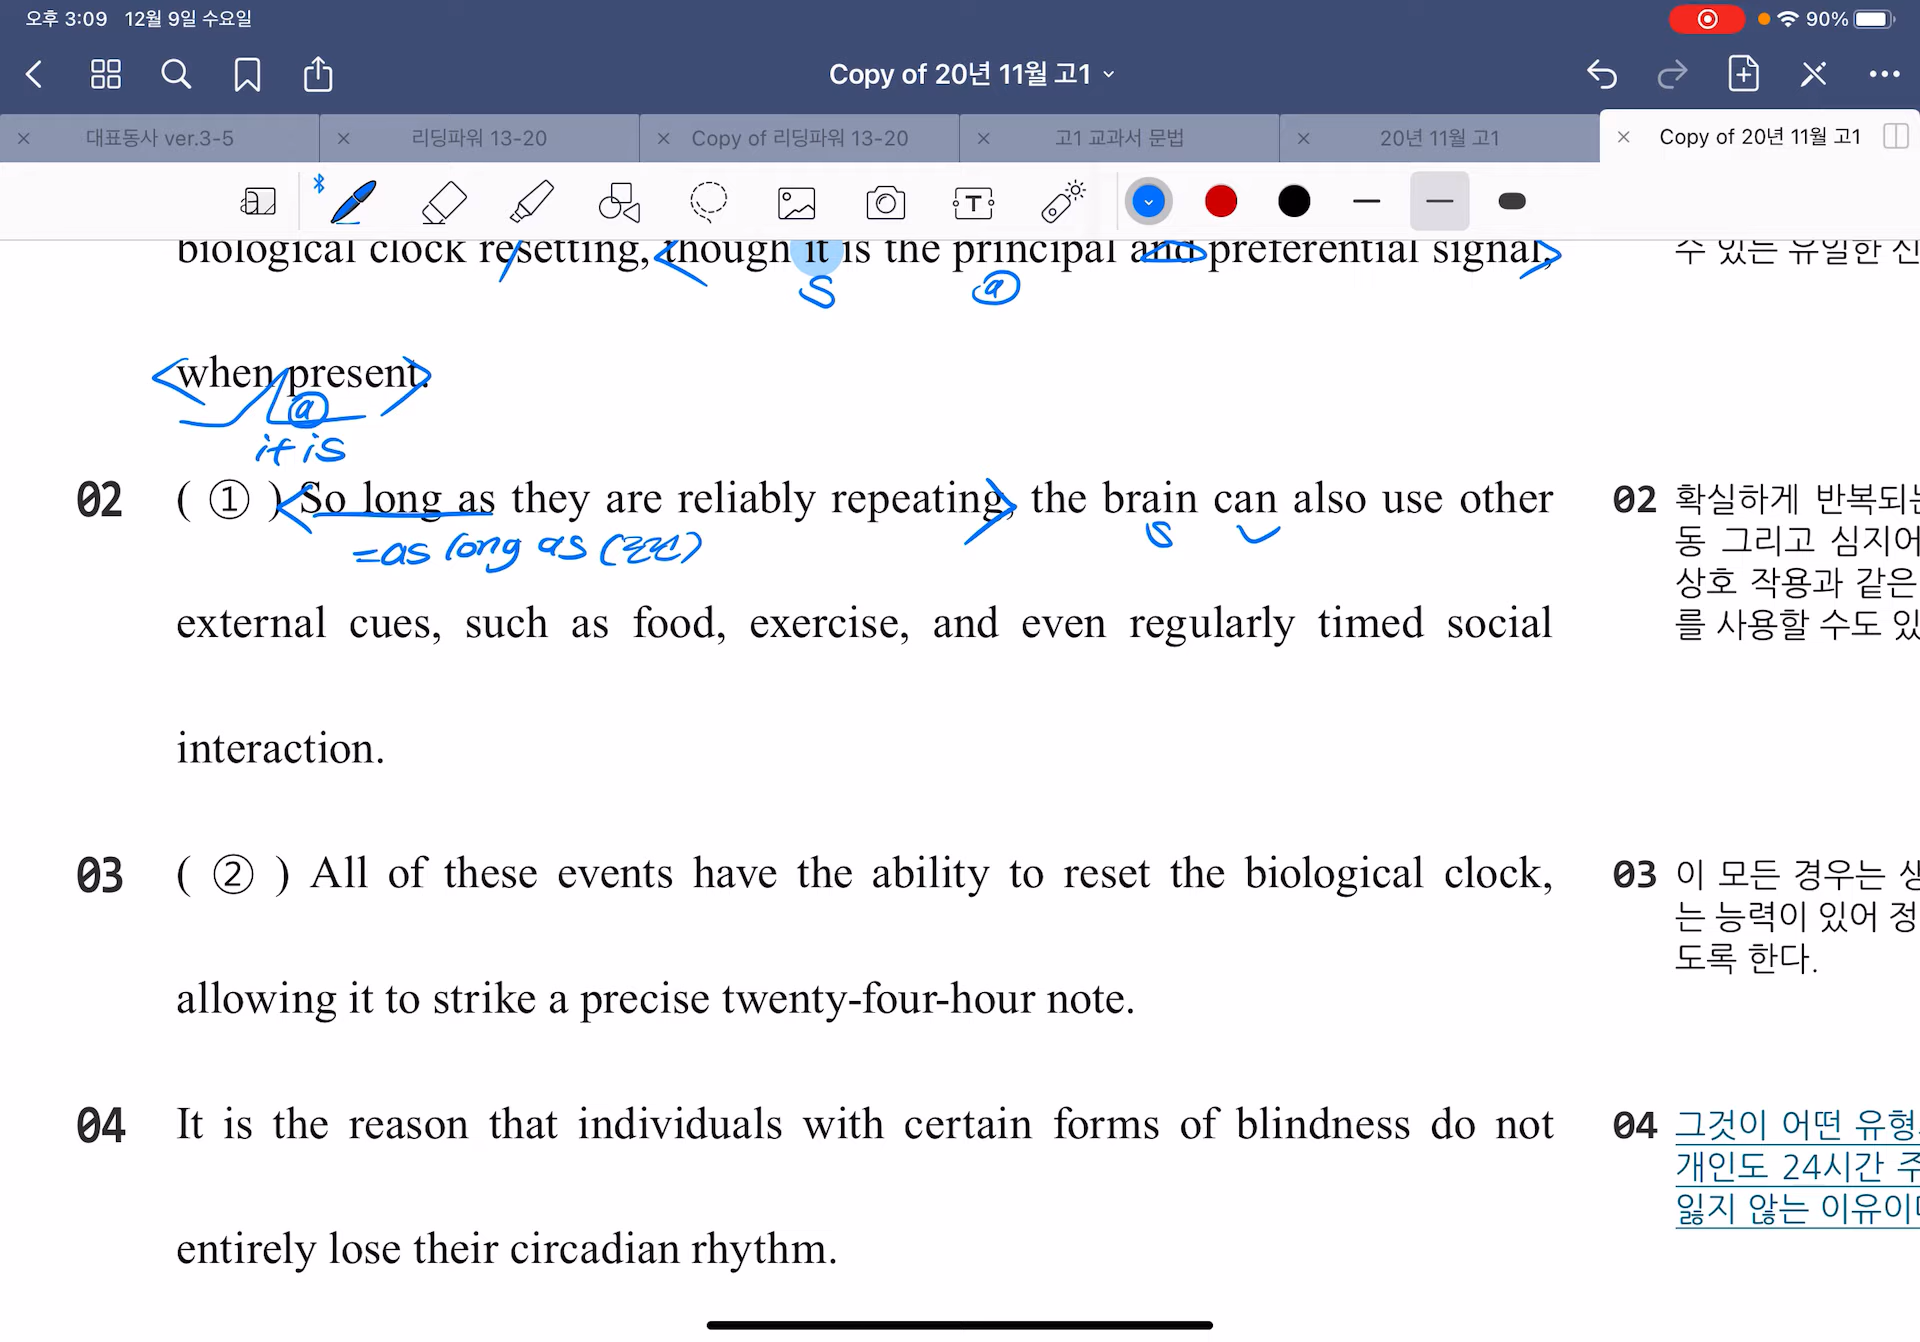 오후 3:09 12월 9일 수요일
90%
Copy of 20년 11월 고1
대표동사 ver.3-5
리딩파워 13-20
Copy of 리딩파워 13-20
고1 교과서 문법
20년 11월 고1
Copy of 20년 11월 고1
biological clock resetting, though it is the principal and preferential signal,
수 있는 유일한 신
S
a
when present.
a
it is
02 ( ① ) So long as they are reliably repeating, the brain can also use other
=as long as (조건)
S V
external cues, such as food, exercise, and even regularly timed social
interaction.
02 확실하게 반복되는
동 그리고 심지어
상호 작용과 같은
를 사용할 수도 있
03 ( ② ) All of these events have the ability to reset the biological clock,
allowing it to strike a precise twenty-four-hour note.
03 이 모든 경우는 생
는 능력이 있어 정
도록 한다.
04 It is the reason that individuals with certain forms of blindness do not
entirely lose their circadian rhythm.
04 그것이 어떤 유형
개인도 24시간 주
잃지 않는 이유이